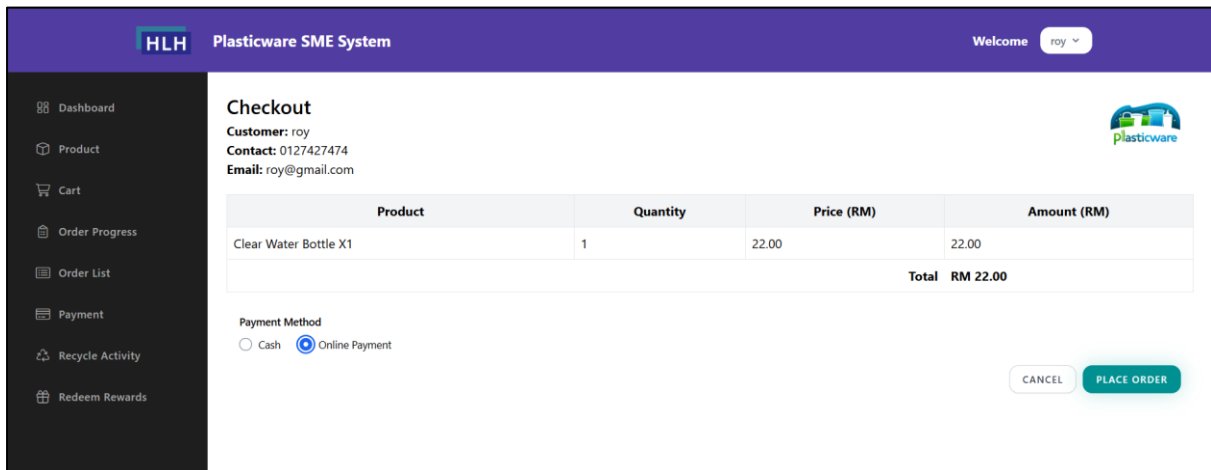 HLH Plasticware SME System Welcome roy
Dashboard
Product
Cart
Order Progress
Order List
Payment
Recycle Activity
Redeem Rewards
Checkout
Customer: roy
Contact: 0127427474
Email: roy@gmail.com
plasticware
Product Quantity Price (RM) Amount (RM)
Clear Water Bottle X1 1 22.00 22.00
Total RM 22.00
Payment Method
Cash Online Payment
CANCEL PLACE ORDER